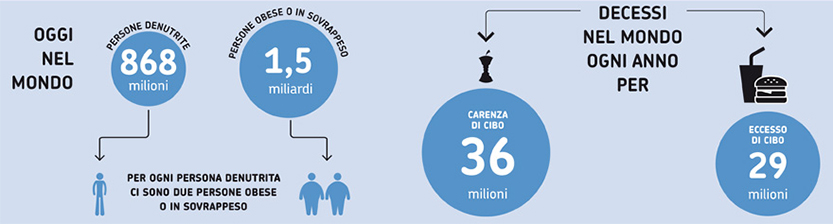 OGGI
NEL
MONDO
PERSONE DENUTRITE
868
milioni
PERSONE OBESE O IN SOVRAPPESO
1,5
miliardi
PER OGNI PERSONA DENUTRITA
CI SONO DUE PERSONE OBESE
O IN SOVRAPPESO
DECESSI
NEL MONDO
OGNI ANNO
PER
CARENZA
DI CIBO
36
milioni
ECCESSO
DI CIBO
29
milioni